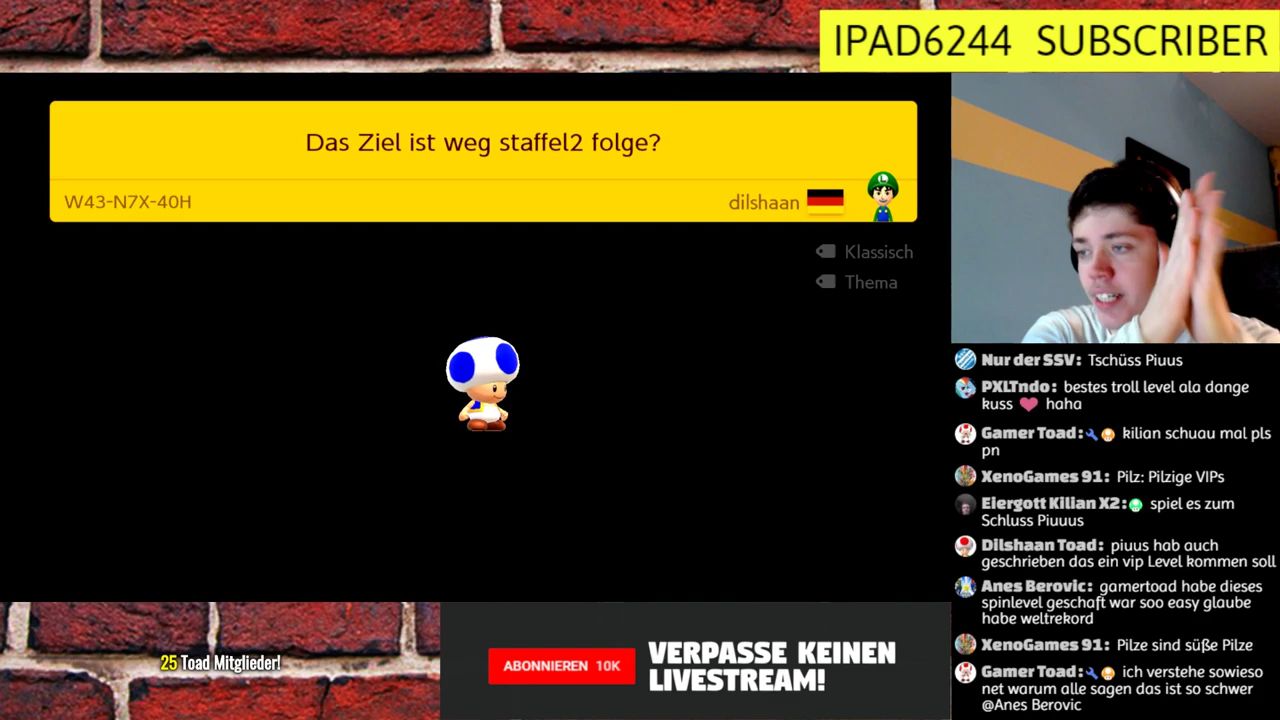 IPAD6244 SUBSCRIBER
Das Ziel ist weg staffel2 folge?
W43-N7X-40H
dilshaan
Klassisch
Thema
Nur der SSV: Tschüss Piuus
PXLTndo: bestes troll level ala dange
kuss haha
Gamer Toad: kilian schuau mal pls
pn
XenoGames 91: Pilz: Pilzige VIPs
Eiergott Kilian X2: spiel es zum
Schluss Piuuus
Dilshaan Toad: piuus hab auch
geschrieben das ein vip Level kommen soll
Anes Berovic: gamertoad habe dieses
spinlevel geschaft war soo easy glaube
habe weltrekord
XenoGames 91: Pilze sind süße Pilze
Gamer Toad: ich verstehe sowieso
net warum alle sagen das ist so schwer
@Anes Berovic
25 Toad Mitglieder!
ABONNIEREN 10K
VERPASSE KEINEN
LIVESTREAM!